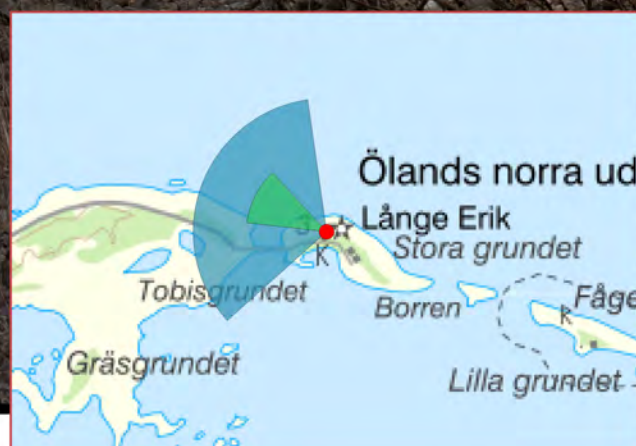 Ölands norra ud
Långe Erik
Stora grundet
Tobisgrundet
Borren
Fåge
Gräsgrundet
Lilla grundet